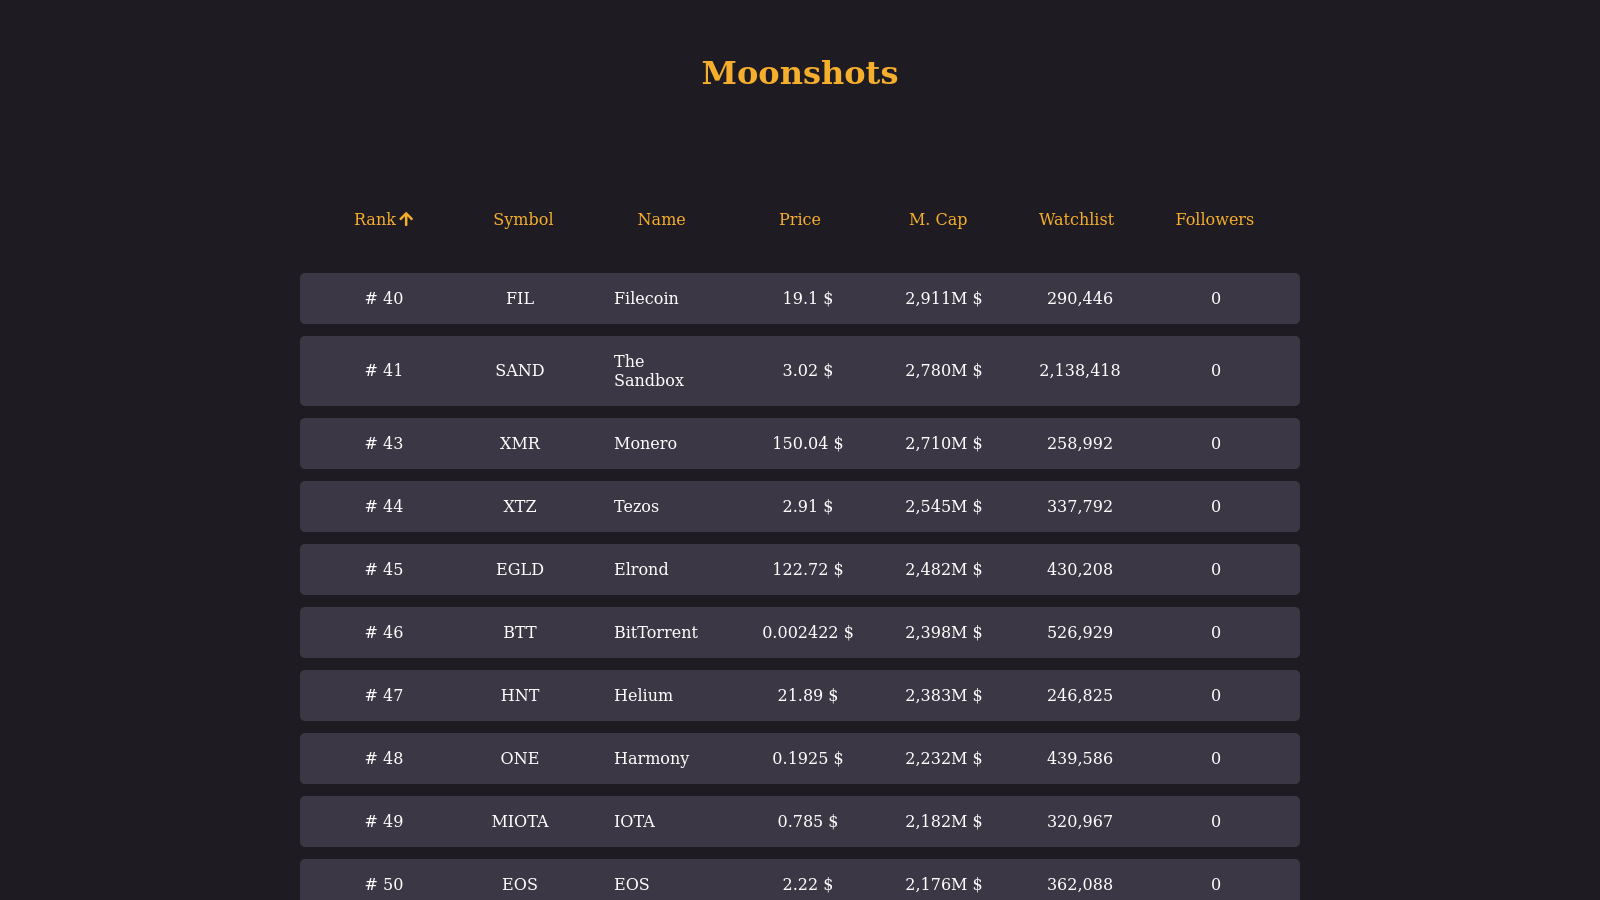 Moonshots
Rank Symbol Name Price M. Cap Watchlist Followers
# 40 FIL Filecoin 19.1 $ 2,911M $ 290,446 0
# 41 SAND The Sandbox 3.02 $ 2,780M $ 2,138,418 0
# 43 XMR Monero 150.04 $ 2,710M $ 258,992 0
# 44 XTZ Tezos 2.91 $ 2,545M $ 337,792 0
# 45 EGLD Elrond 122.72 $ 2,482M $ 430,208 0
# 46 BTT BitTorrent 0.002422 $ 2,398M $ 526,929 0
# 47 HNT Helium 21.89 $ 2,383M $ 246,825 0
# 48 ONE Harmony 0.1925 $ 2,232M $ 439,586 0
# 49 MIOTA IOTA 0.785 $ 2,182M $ 320,967 0
# 50 EOS EOS 2.22 $ 2,176M $ 362,088 0